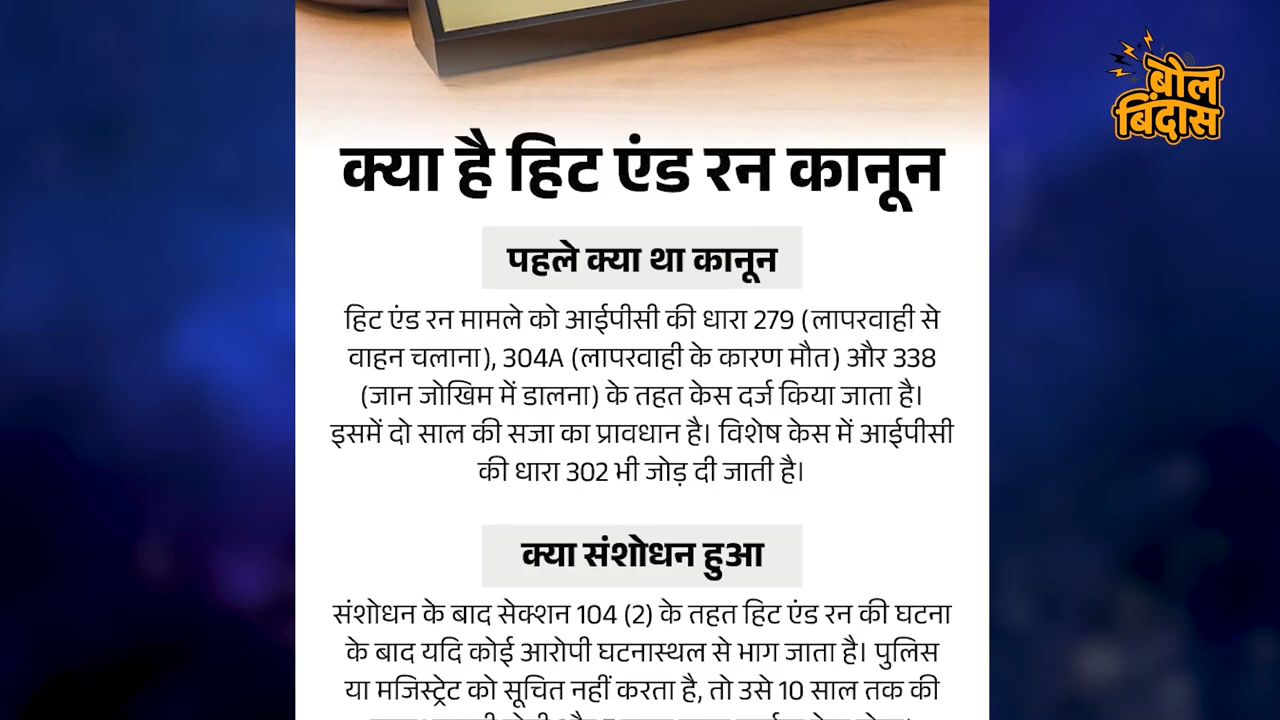 बोल
बिंदास
क्या है हिट एंड रन कानून
पहले क्या था कानून
हिट एंड रन मामले को आईपीसी की धारा 279 (लापरवाही से
वाहन चलाना), 304A (लापरवाही के कारण मौत) और 338
(जान जोखिम में डालना) के तहत केस दर्ज किया जाता है।
इसमें दो साल की सजा का प्रावधान है। विशेष केस में आईपीसी
की धारा 302 भी जोड़ दी जाती है।
क्या संशोधन हुआ
संशोधन के बाद सेक्शन 104 (2) के तहत हिट एंड रन की घटना
के बाद यदि कोई आरोपी घटनास्थल से भाग जाता है। पुलिस
या मजिस्ट्रेट को सूचित नहीं करता है, तो उसे 10 साल तक की